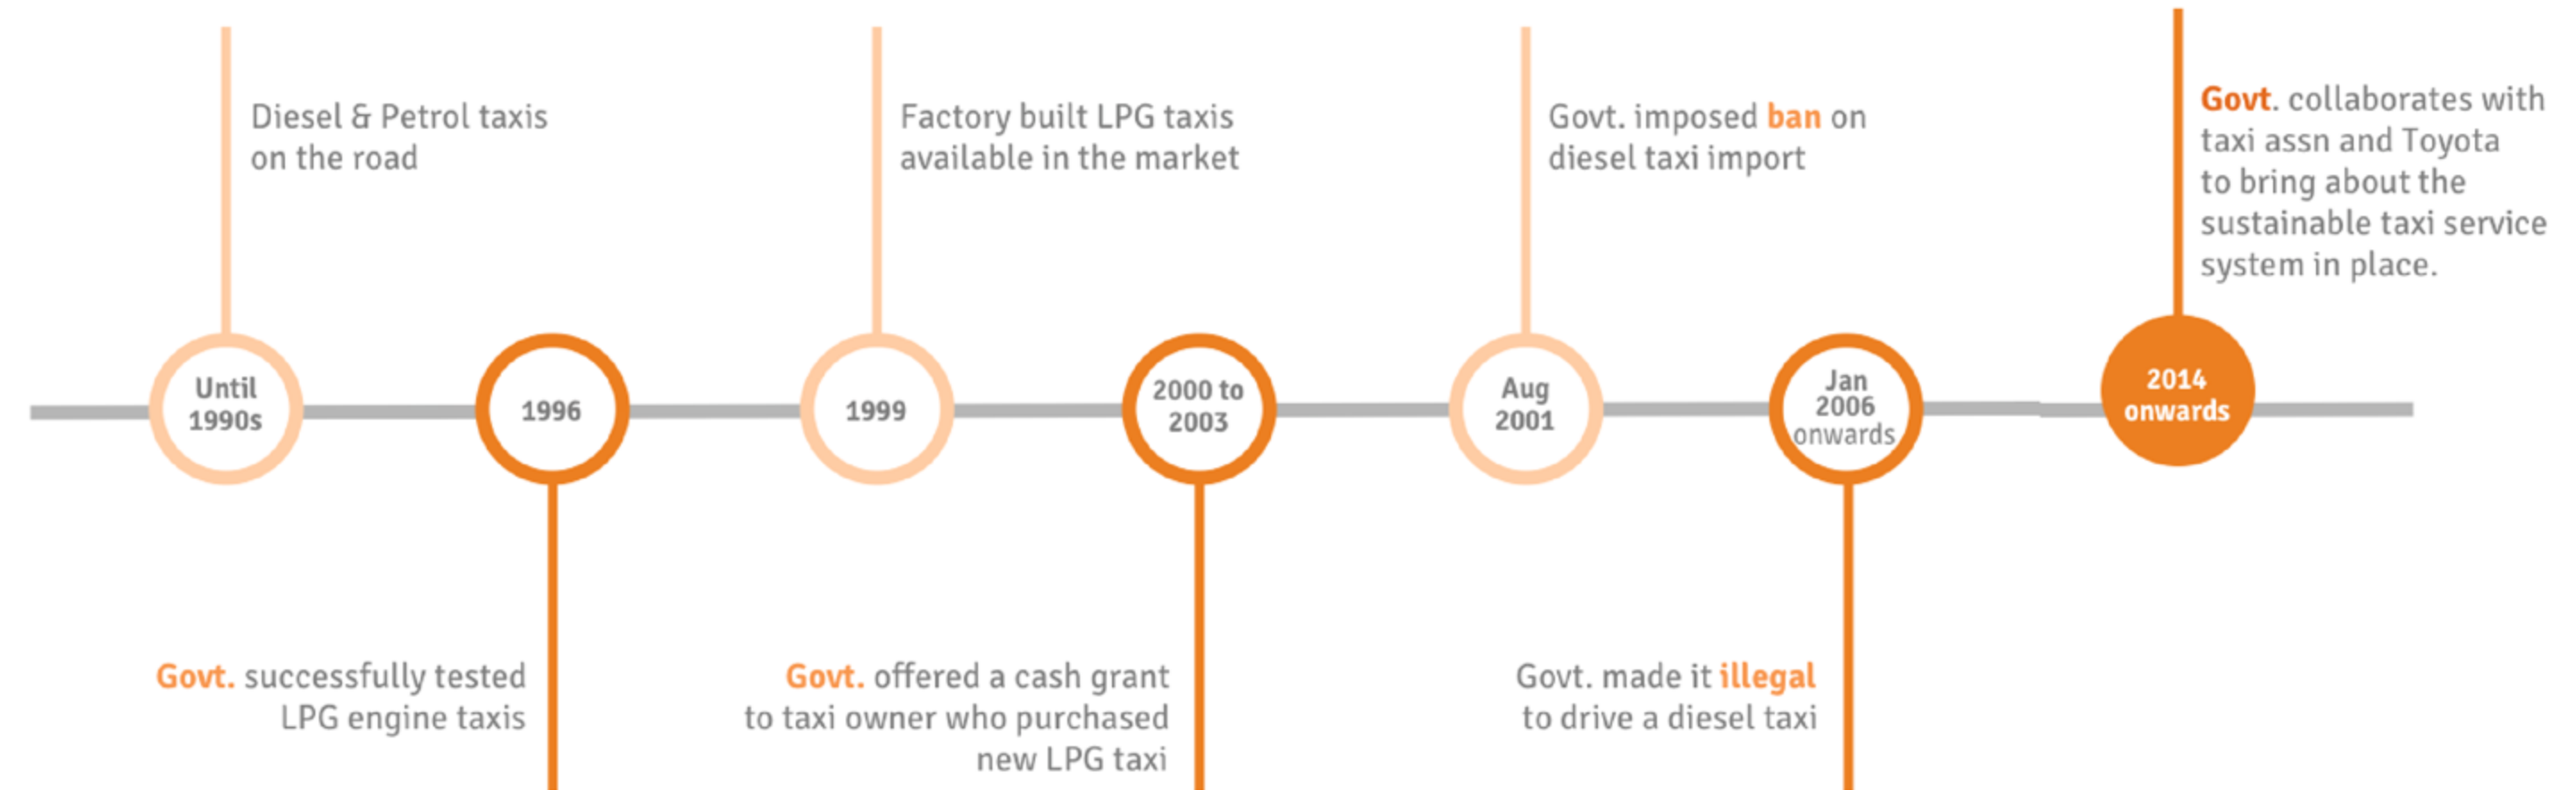 Diesel & Petrol taxis
on the road
Factory built LPG taxis
available in the market
Govt. imposed ban on
diesel taxi import
Govt. collaborates with
taxi assn and Toyota
to bring about the
sustainable taxi service
system in place.
Until
1990s
1996
1999
2000 to
2003
Aug
2001
Jan
2006
onwards
2014
onwards
Govt. successfully tested
LPG engine taxis
Govt. offered a cash grant
to taxi owner who purchased
new LPG taxi
Govt. made it illegal
to drive a diesel taxi